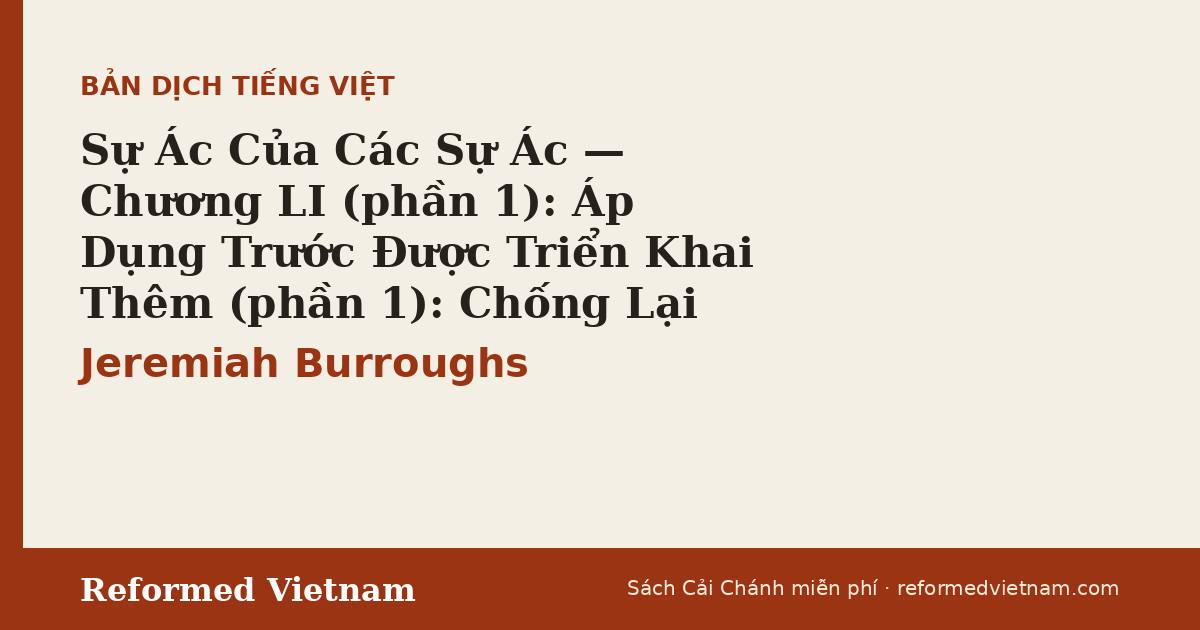 BẢN DỊCH TIẾNG VIỆT
Sự Ác Của Các Sự Ác —
Chương LI (phần 1): Áp
Dụng Trước Được Triển Khai
Thêm (phần 1): Chống Lại
Jeremiah Burroughs
Reformed Vietnam
Sách Cải Chánh miễn phí · reformedvietnam.com